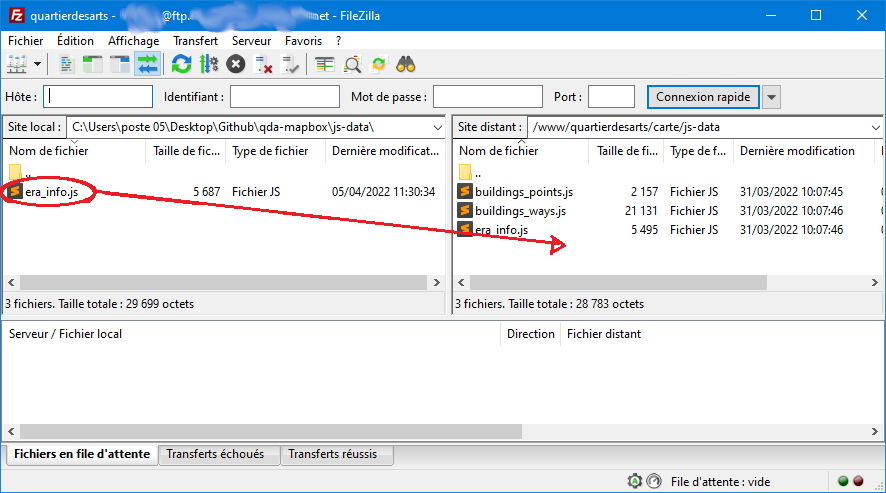 quartierdesarts - @ftp. net - FileZilla
Fichier Édition Affichage Transfert Serveur Favoris ?
Hôte : Identifiant : Mot de passe : Port : Connexion rapide
Site local : C:\Users\poste 05\Desktop\Github\qda-mapbox\js-data\
Nom de fichier Taille de fic... Type de fichier Dernière modificat...
..
era_info.js 5 687 Fichier JS 05/04/2022 11:30:34
3 fichiers. Taille totale : 29 699 octets
Site distant : /www/quartierdesarts/carte/js-data
Nom de fichier Taille de fi... Type de f... Dernière modification
..
buildings_points.js 2 157 Fichier JS 31/03/2022 10:07:45
buildings_ways.js 21 131 Fichier JS 31/03/2022 10:07:46
era_info.js 5 495 Fichier JS 31/03/2022 10:07:46
3 fichiers. Taille totale : 28 783 octets
Serveur / Fichier local Direction Fichier distant
Fichiers en file d'attente Transferts échoués Transferts réussis
File d'attente : vide